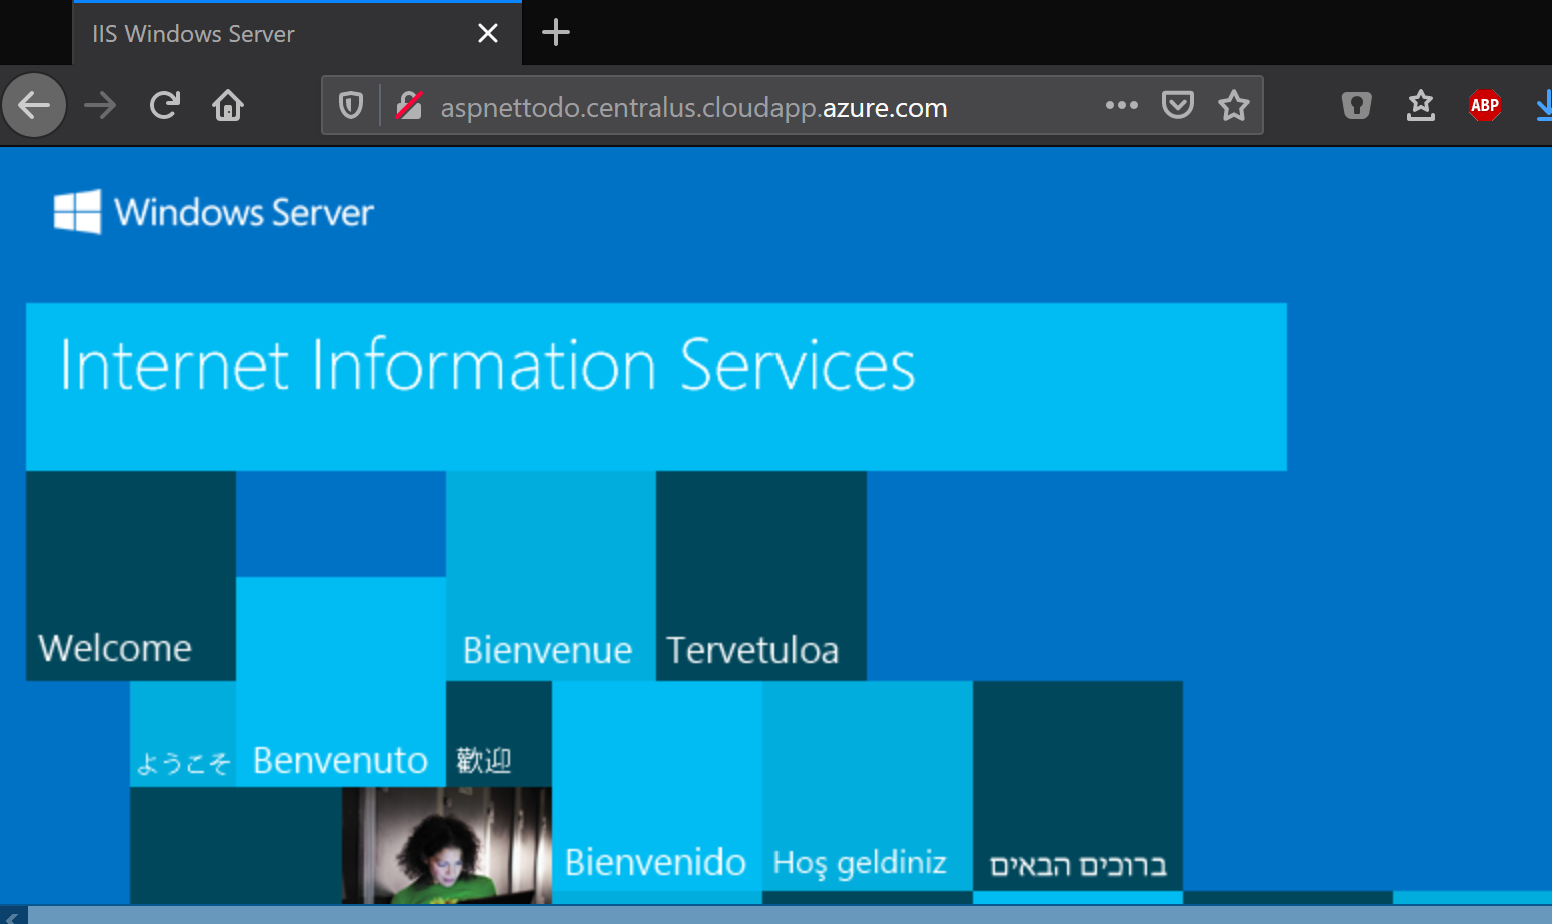 IIS Windows Server
aspnettodo.centralus.cloudapp.azure.com
ABP
Windows Server
Internet Information Services
Welcome
Bienvenue
Tervetuloa
ようこそ
Benvenuto
歡迎
Bienvenido
Hoş geldiniz
ברוכים הבאים